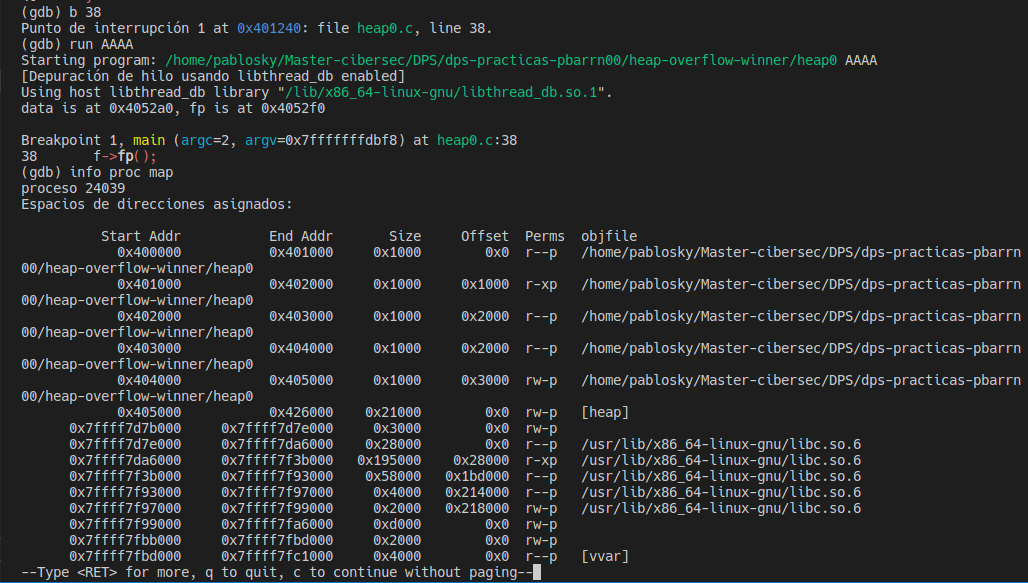 (gdb) b 38
Punto de interrupción 1 at 0x401240: file heap0.c, line 38.
(gdb) run AAAA
Starting program: /home/pablosky/Master-cibersec/DPS/dps-practicas-pbarrn00/heap-overflow-winner/heap0 AAAA
[Depuración de hilo usando libthread_db enabled]
Using host libthread_db library "/lib/x86_64-linux-gnu/libthread_db.so.1".
data is at 0x4052a0, fp is at 0x4052f0
Breakpoint 1, main (argc=2, argv=0x7fffffffdbf8) at heap0.c:38
38 f->fp();
(gdb) info proc map
proceso 24039
Espacios de direcciones asignados:
Start Addr End Addr Size Offset Perms objfile
0x400000 0x401000 0x1000 0x0 r--p /home/pablosky/Master-cibersec/DPS/dps-practicas-pbarrn
00/heap-overflow-winner/heap0
0x401000 0x402000 0x1000 0x1000 r-xp /home/pablosky/Master-cibersec/DPS/dps-practicas-pbarrn
00/heap-overflow-winner/heap0
0x402000 0x403000 0x1000 0x2000 r--p /home/pablosky/Master-cibersec/DPS/dps-practicas-pbarrn
00/heap-overflow-winner/heap0
0x403000 0x404000 0x1000 0x2000 r--p /home/pablosky/Master-cibersec/DPS/dps-practicas-pbarrn
00/heap-overflow-winner/heap0
0x404000 0x405000 0x1000 0x3000 rw-p /home/pablosky/Master-cibersec/DPS/dps-practicas-pbarrn
00/heap-overflow-winner/heap0
0x405000 0x426000 0x21000 0x0 rw-p [heap]
0x7ffff7d7b000 0x7ffff7d7e000 0x3000 0x0 rw-p
0x7ffff7d7e000 0x7ffff7da6000 0x28000 0x0 r--p /usr/lib/x86_64-linux-gnu/libc.so.6
0x7ffff7da6000 0x7ffff7f3b000 0x195000 0x28000 r-xp /usr/lib/x86_64-linux-gnu/libc.so.6
0x7ffff7f3b000 0x7ffff7f93000 0x58000 0x1bd000 r--p /usr/lib/x86_64-linux-gnu/libc.so.6
0x7ffff7f93000 0x7ffff7f97000 0x4000 0x214000 r--p /usr/lib/x86_64-linux-gnu/libc.so.6
0x7ffff7f97000 0x7ffff7f99000 0x2000 0x218000 rw-p /usr/lib/x86_64-linux-gnu/libc.so.6
0x7ffff7f99000 0x7ffff7fa6000 0xd000 0x0 rw-p
0x7ffff7fbb000 0x7ffff7fbd000 0x2000 0x0 rw-p
0x7ffff7fbd000 0x7ffff7fc1000 0x4000 0x0 r--p [vvar]
--Type <RET> for more, q to quit, c to continue without paging--